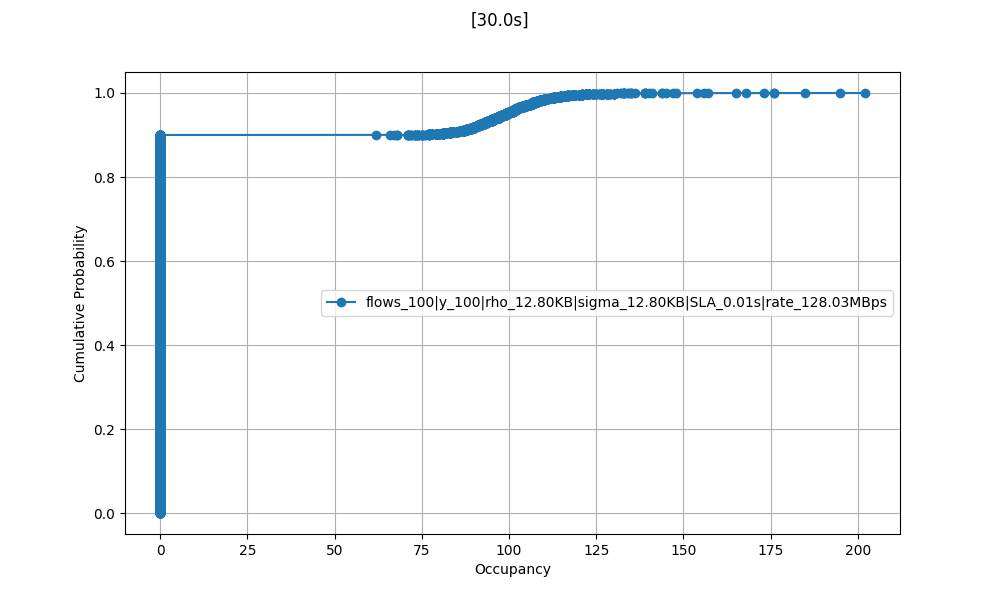 [30.0s]
1.0
0.8
0.6
0.4
0.2
0.0
Cumulative Probability
flows_100|y_100|rho_12.80KB|sigma_12.80KB|SLA_0.01s|rate_128.03MBps
0 25 50 75 100 125 150 175 200
Occupancy